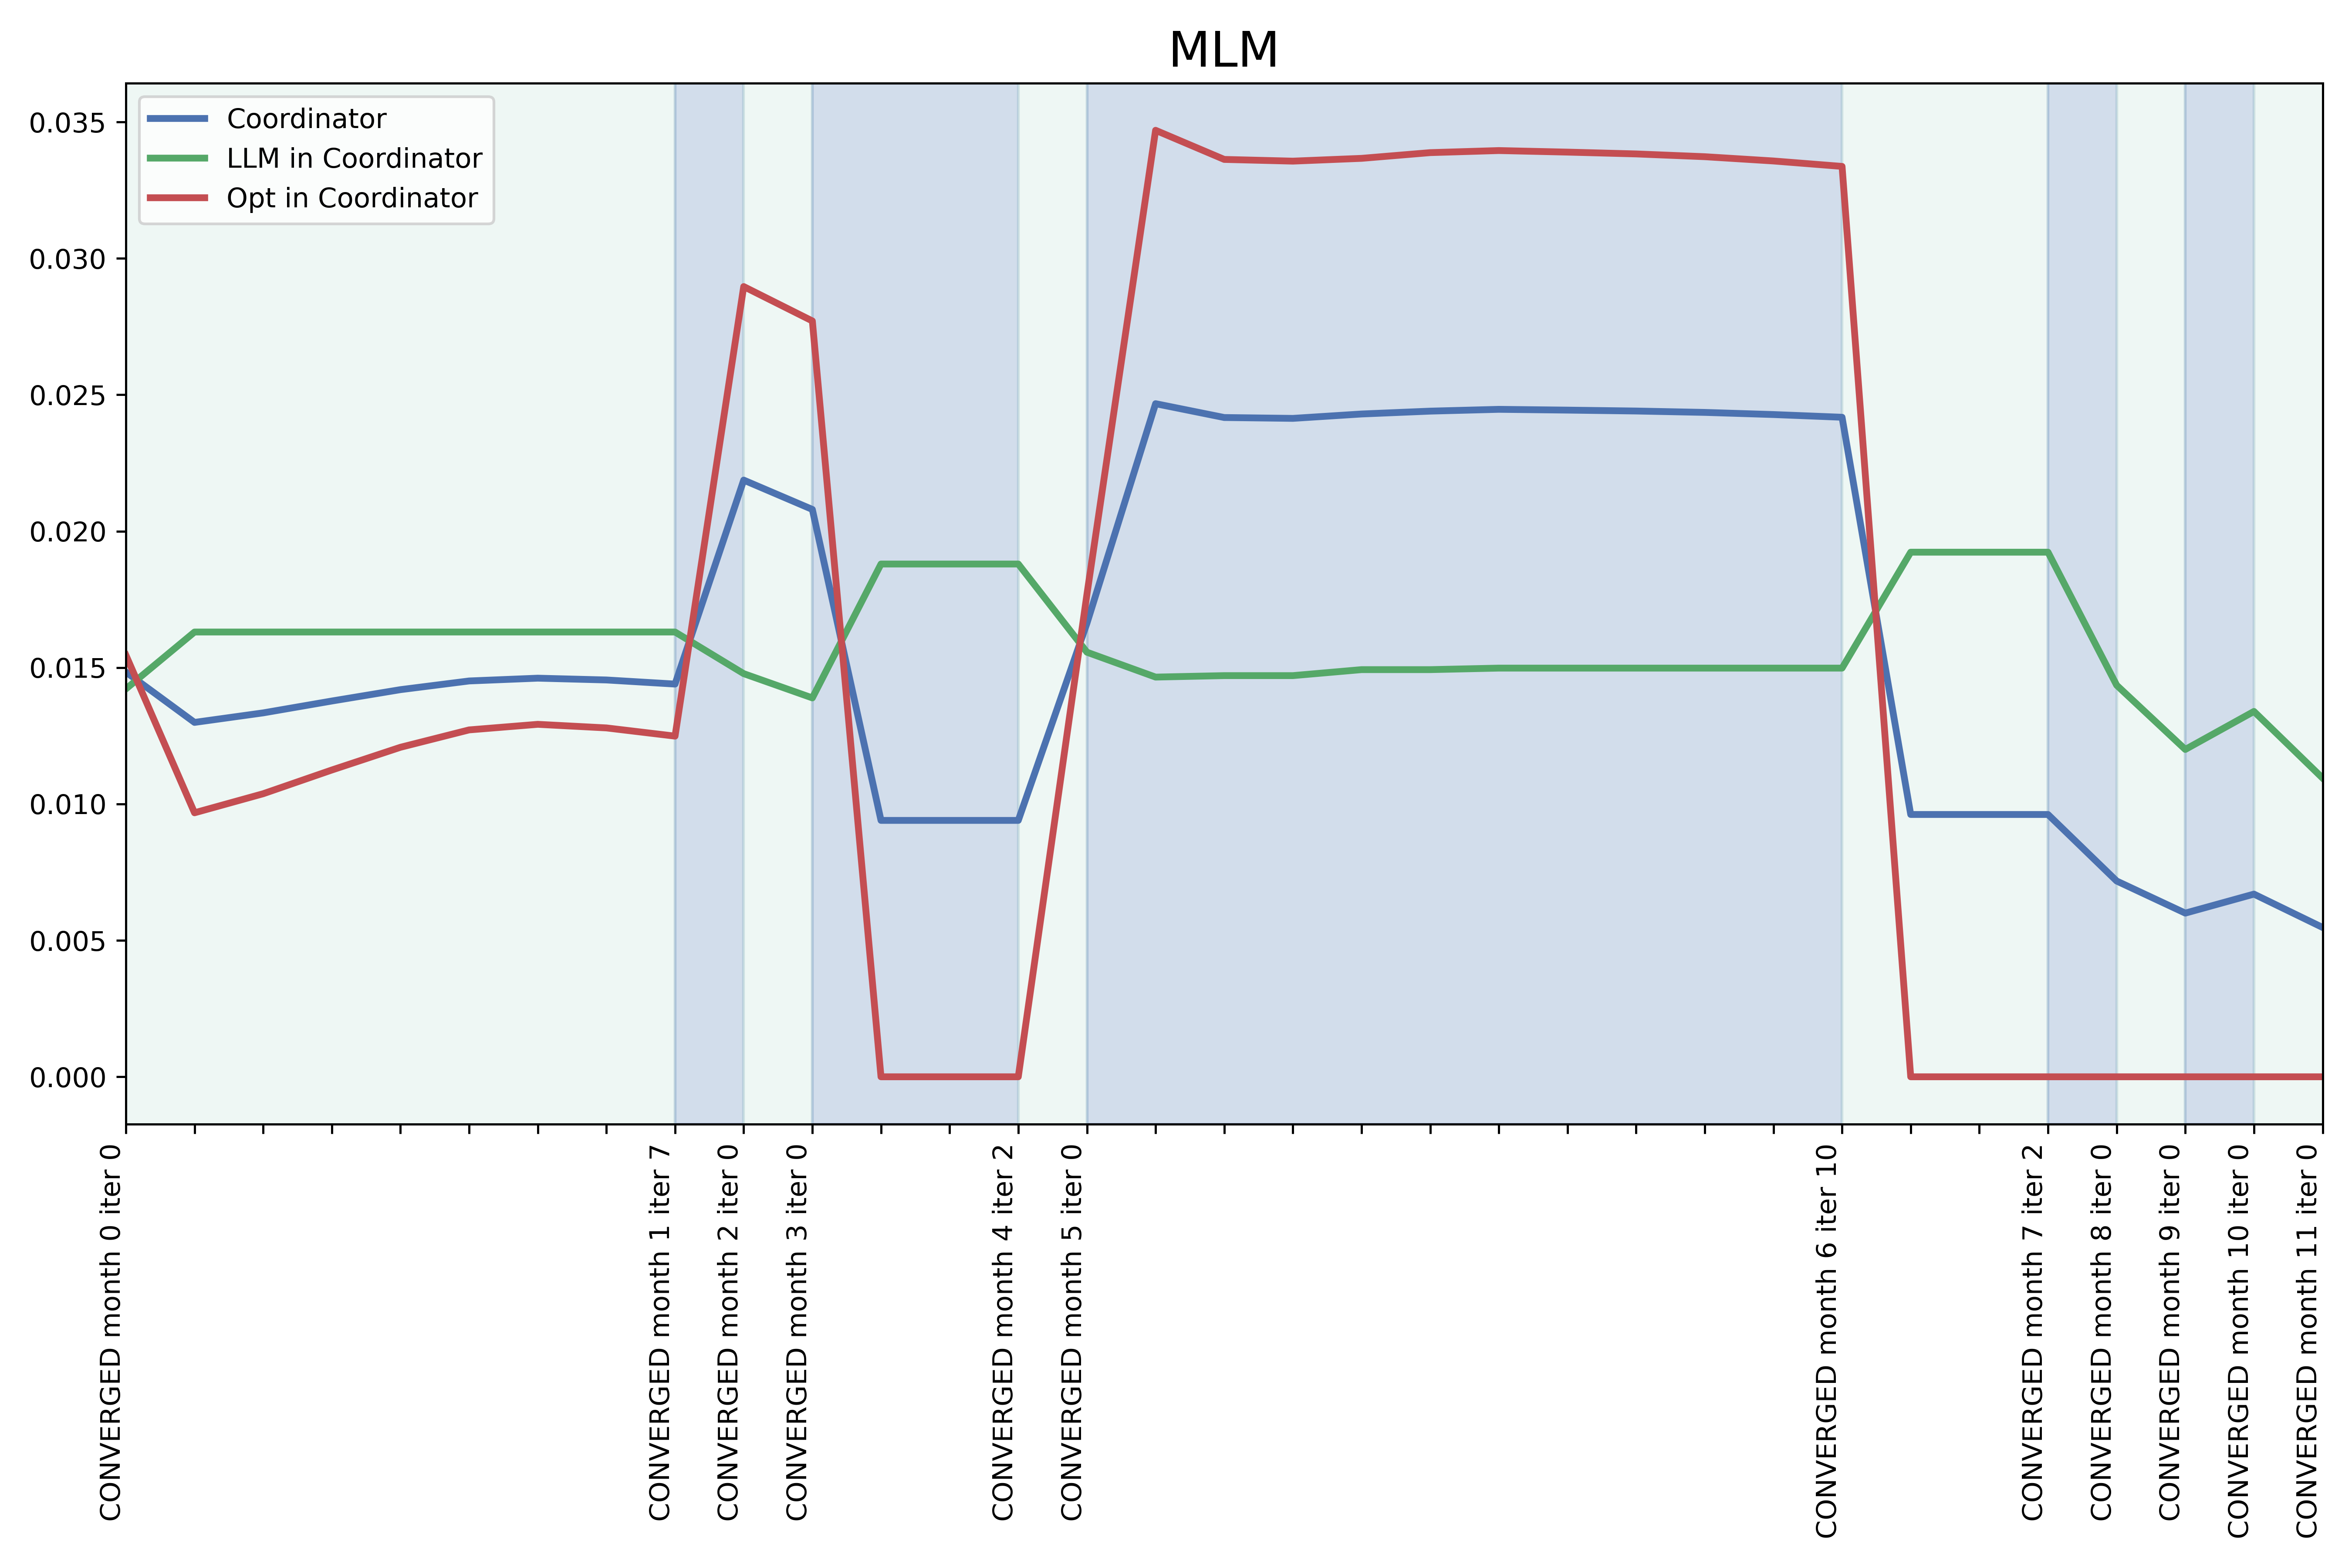 MLM
Coordinator
LLM in Coordinator
Opt in Coordinator
0.035
0.030
0.025
0.020
0.015
0.010
0.005
0.000
CONVERGED month 0 iter 0
CONVERGED month 1 iter 7
CONVERGED month 2 iter 0
CONVERGED month 3 iter 0
CONVERGED month 4 iter 2
CONVERGED month 5 iter 0
CONVERGED month 6 iter 10
CONVERGED month 7 iter 2
CONVERGED month 8 iter 0
CONVERGED month 9 iter 0
CONVERGED month 10 iter 0
CONVERGED month 11 iter 0